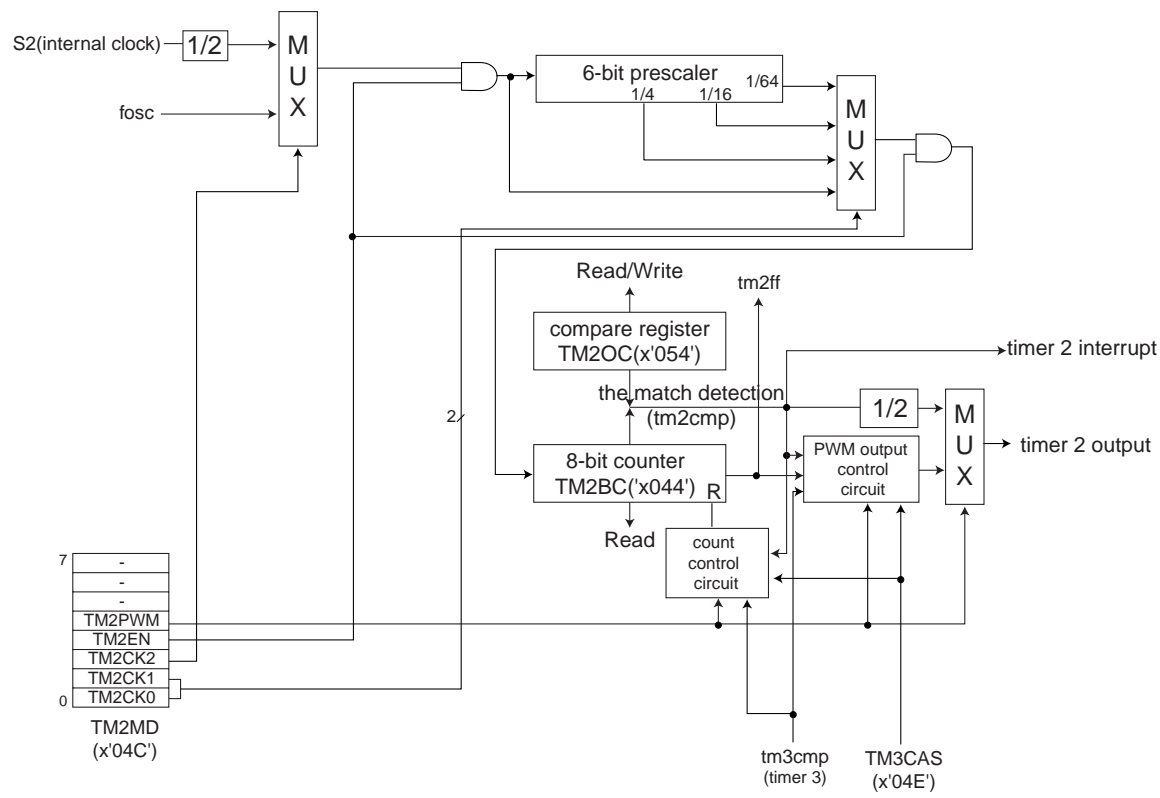 S2(internal clock)
1/2
M
U
X
fosc
6-bit prescaler
1/64
1/4
1/16
M
U
X
Read/Write
tm2ff
compare register
TM2OC(x'054')
timer 2 interrupt
the match detection
(tm2cmp)
2
1/2
M
U
X
timer 2 output
8-bit counter
TM2BC('x044')
R
PWM output
control
circuit
Read
count
control
circuit
7
-
-
-
TM2PWM
TM2EN
TM2CK2
TM2CK1
0
TM2CK0
TM2MD
(x'04C')
tm3cmp
(timer 3)
TM3CAS
(x'04E')